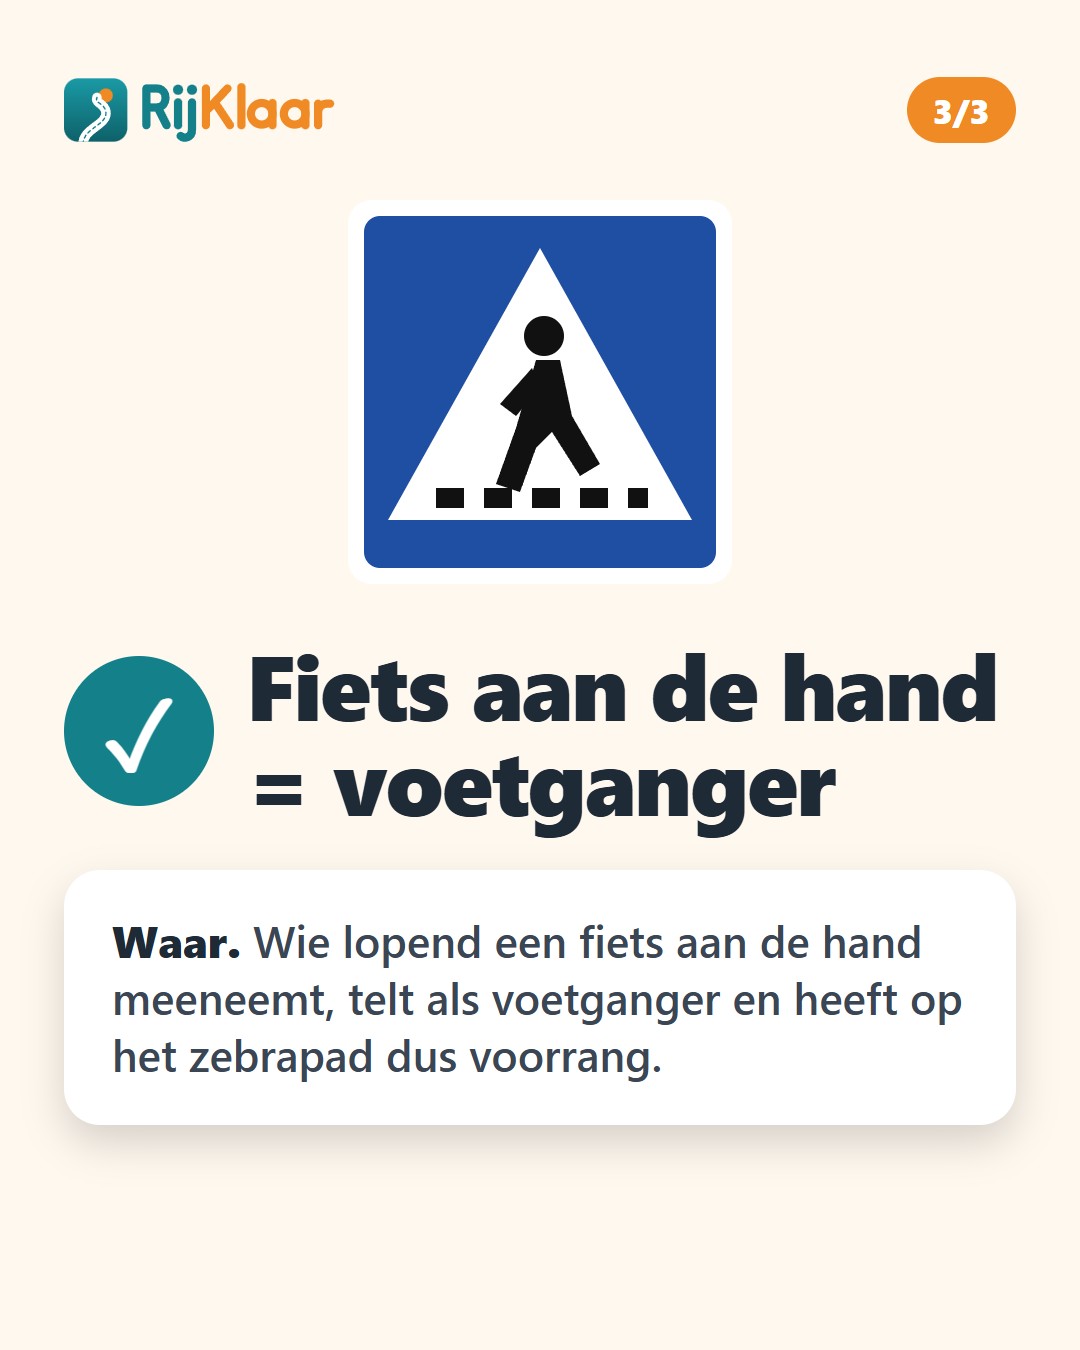 RijKlaar
3/3
Fiets aan de hand
= voetganger
Waar. Wie lopend een fiets aan de hand
meeneemt, telt als voetganger en heeft op
het zebrapad dus voorrang.